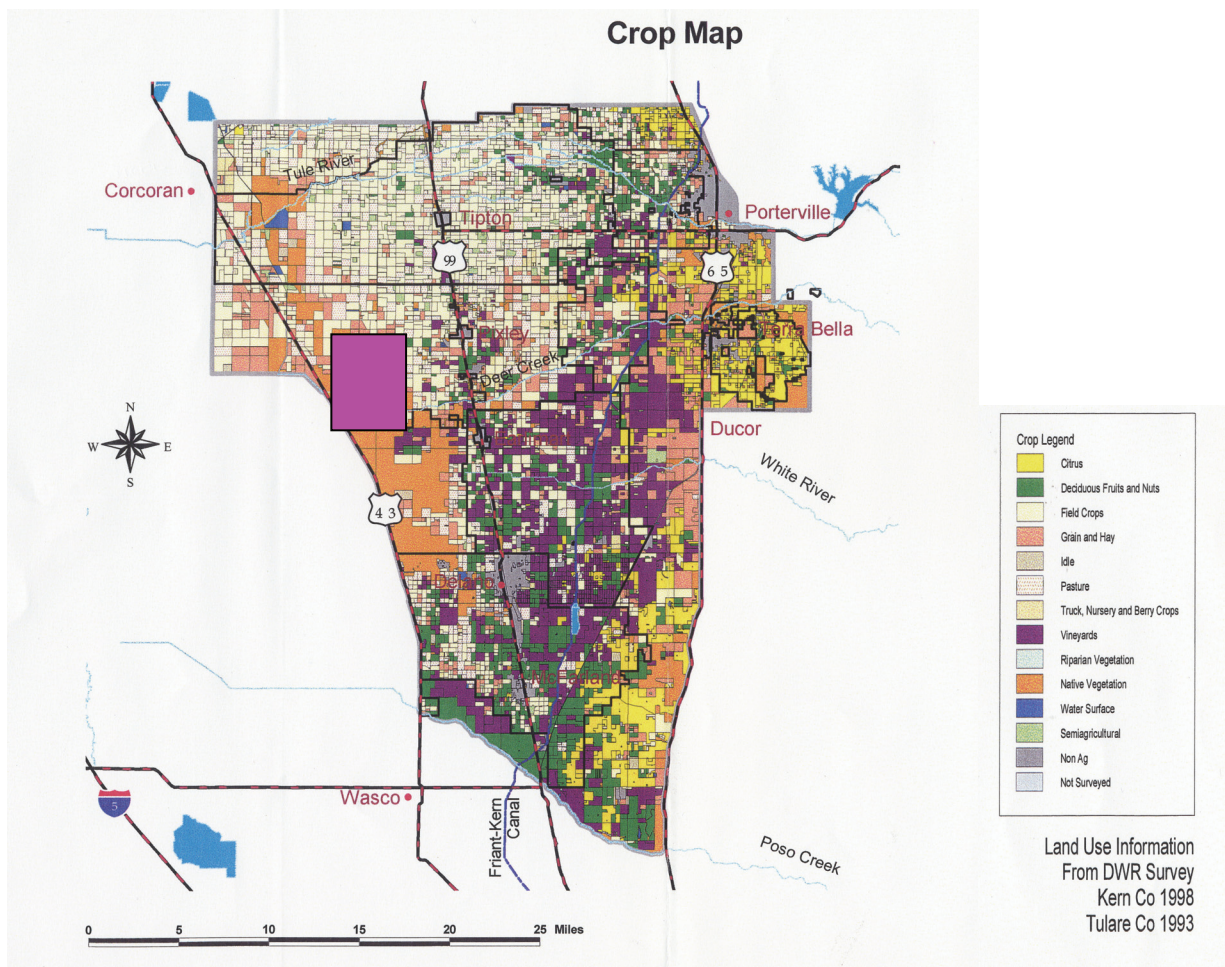 Crop Map
Tule River
Corcoran
Tipton
Porterville
99
65
Pixley
Terra Bella
Deer Creek
N
W E
S
Ducor
White River
43
Delano
McFarland
Wasco
5
Friant-Kern
Canal
Poso Creek
0 5 10 15 20 25 Miles
Crop Legend
Citrus
Deciduous Fruits and Nuts
Field Crops
Grain and Hay
Idle
Pasture
Truck, Nursery and Berry Crops
Vineyards
Riparian Vegetation
Native Vegetation
Water Surface
Semiagricultural
Non Ag
Not Surveyed
Land Use Information
From DWR Survey
Kern Co 1998
Tulare Co 1993